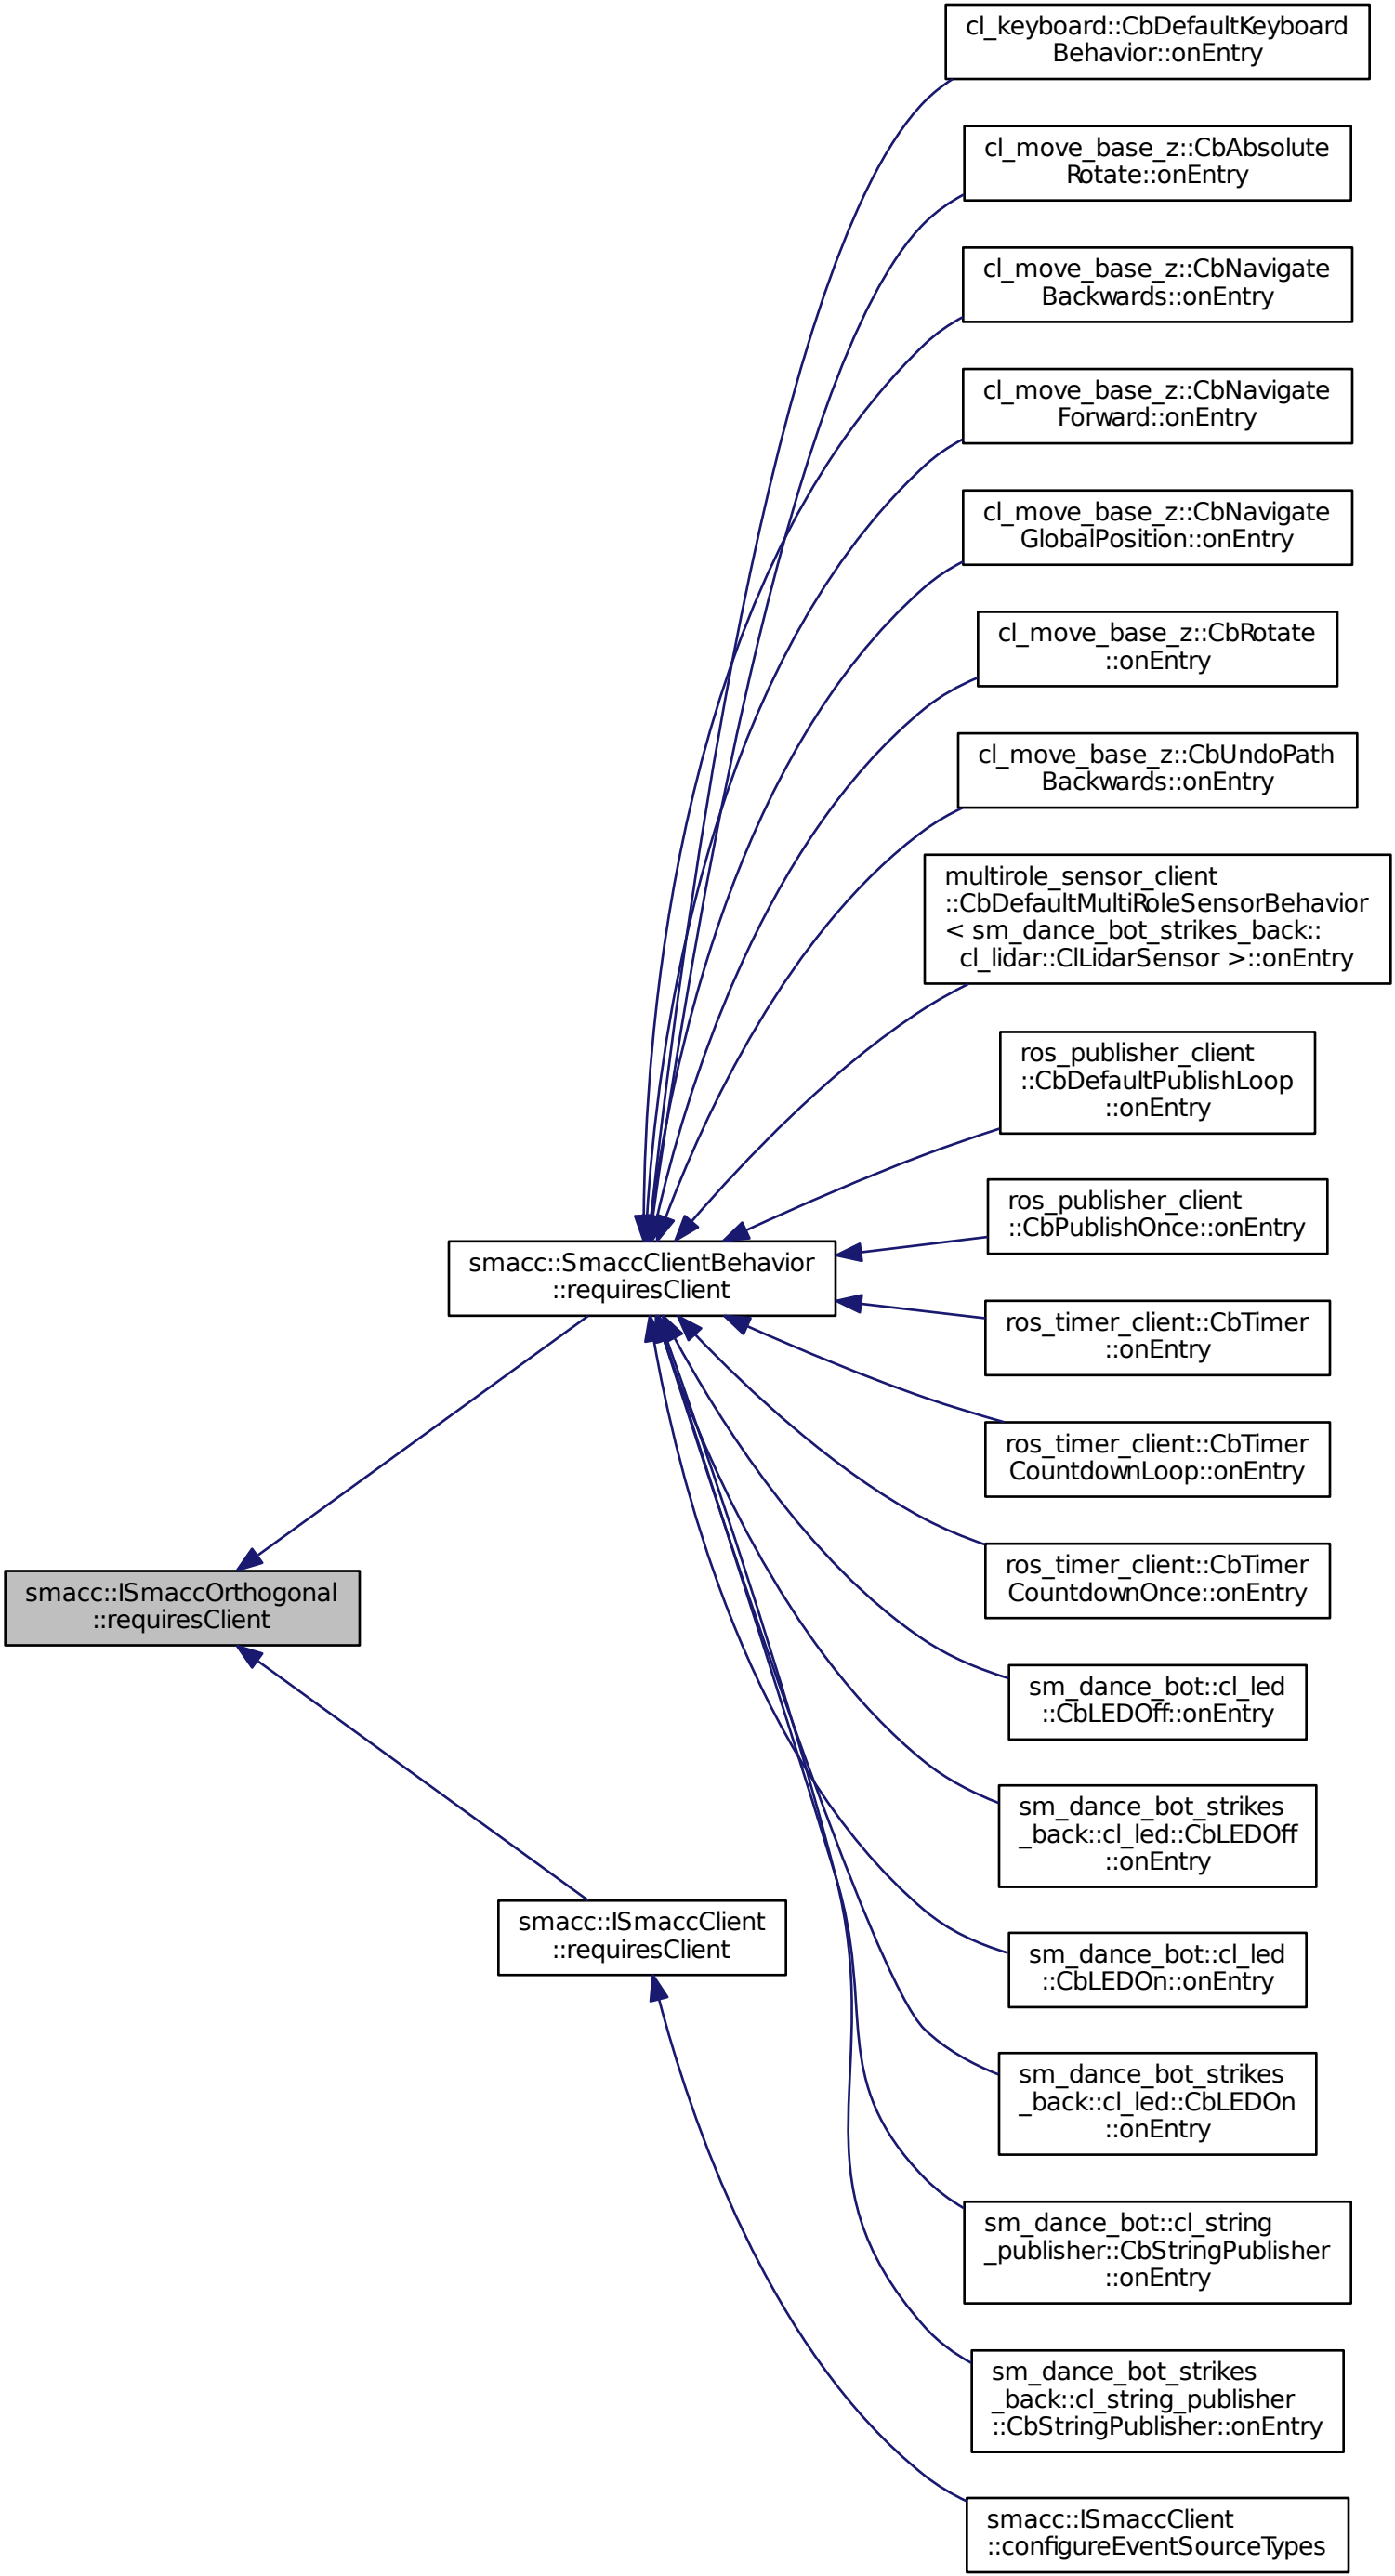 cl_keyboard::CbDefaultKeyboard
Behavior::onEntry
cl_move_base_z::CbAbsolute
Rotate::onEntry
cl_move_base_z::CbNavigate
Backwards::onEntry
cl_move_base_z::CbNavigate
Forward::onEntry
cl_move_base_z::CbNavigate
GlobalPosition::onEntry
cl_move_base_z::CbRotate
::onEntry
cl_move_base_z::CbUndoPath
Backwards::onEntry
multirole_sensor_client
::CbDefaultMultiRoleSensorBehavior
< sm_dance_bot_strikes_back::
cl_lidar::ClLidarSensor >::onEntry
ros_publisher_client
::CbDefaultPublishLoop
::onEntry
ros_publisher_client
::CbPublishOnce::onEntry
smacc::SmaccClientBehavior
::requiresClient
ros_timer_client::CbTimer
::onEntry
ros_timer_client::CbTimer
CountdownLoop::onEntry
ros_timer_client::CbTimer
CountdownOnce::onEntry
smacc::ISmaccOrthogonal
::requiresClient
sm_dance_bot::cl_led
::CbLEDOff::onEntry
sm_dance_bot_strikes
_back::cl_led::CbLEDOff
::onEntry
smacc::ISmaccClient
::requiresClient
sm_dance_bot::cl_led
::CbLEDOn::onEntry
sm_dance_bot_strikes
_back::cl_led::CbLEDOn
::onEntry
sm_dance_bot::cl_string
_publisher::CbStringPublisher
::onEntry
sm_dance_bot_strikes
_back::cl_string_publisher
::CbStringPublisher::onEntry
smacc::ISmaccClient
::configureEventSourceTypes